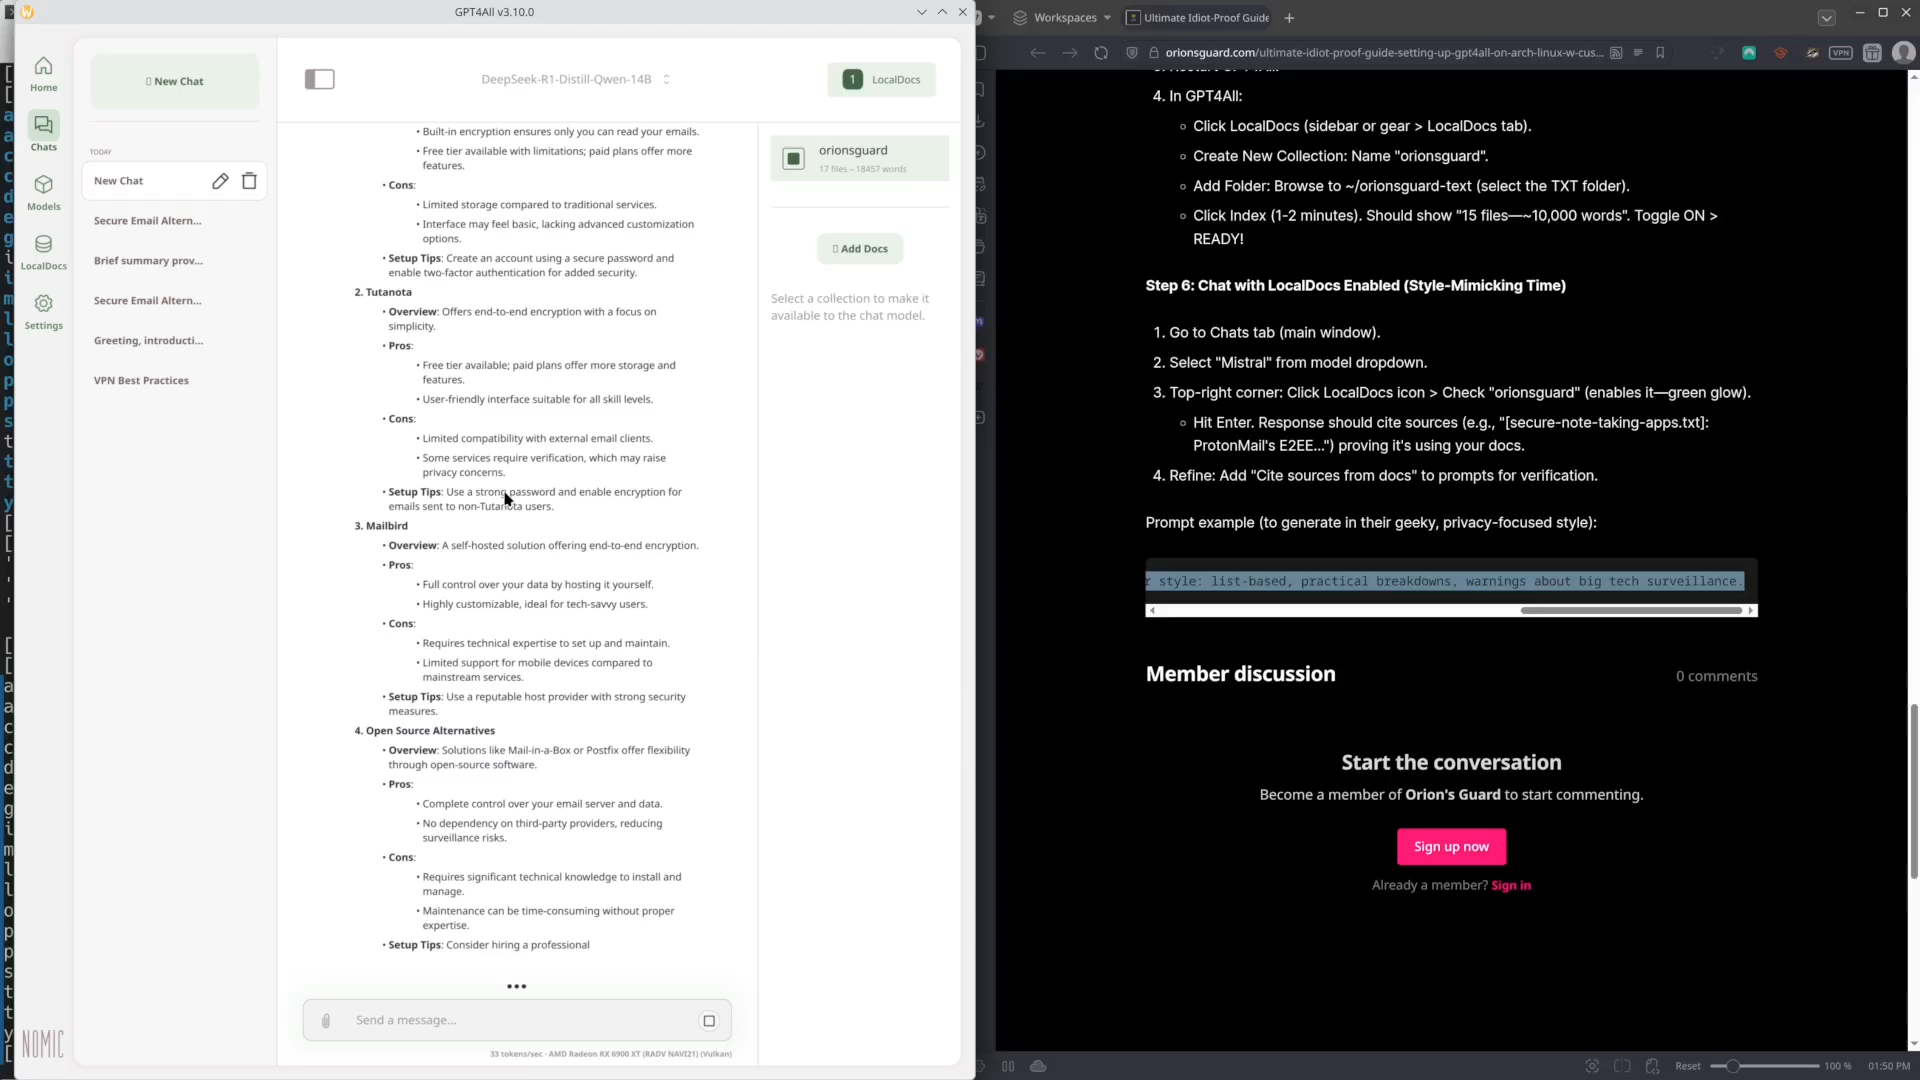 GPT4All v3.10.0
Home
Chats
Models
LocalDocs
Settings
NOMIC
New Chat
TODAY
New Chat
Secure Email Altern...
Brief summary prov...
Secure Email Altern...
Greeting, introducti...
VPN Best Practices
DeepSeek-R1-Distill-Qwen-14B
1 LocalDocs
• Built-in encryption ensures only you can read your emails.
• Free tier available with limitations; paid plans offer more
features.
• Cons:
• Limited storage compared to traditional services.
• Interface may feel basic, lacking advanced customization
options.
• Setup Tips: Create an account using a secure password and
enable two-factor authentication for added security.
2. Tutanota
• Overview: Offers end-to-end encryption with a focus on
simplicity.
• Pros:
• Free tier available; paid plans offer more storage and
features.
• User-friendly interface suitable for all skill levels.
• Cons:
• Limited compatibility with external email clients.
• Some services require verification, which may raise
privacy concerns.
• Setup Tips: Use a strong password and enable encryption for
emails sent to non-Tutanota users.
3. Mailbird
• Overview: A self-hosted solution offering end-to-end encryption.
• Pros:
• Full control over your data by hosting it yourself.
• Highly customizable, ideal for tech-savvy users.
• Cons:
• Requires technical expertise to set up and maintain.
• Limited support for mobile devices compared to
mainstream services.
• Setup Tips: Use a reputable host provider with strong security
measures.
4. Open Source Alternatives
• Overview: Solutions like Mail-in-a-Box or Postfix offer flexibility
through open-source software.
• Pros:
• Complete control over your email server and data.
• No dependency on third-party providers, reducing
surveillance risks.
• Cons:
• Requires significant technical knowledge to install and
manage.
• Maintenance can be time-consuming without proper
expertise.
• Setup Tips: Consider hiring a professional
Send a message...
33 tokens/sec · AMD Radeon RX 6900 XT (RADV NAVI21) (Vulkan)
orionsguard
17 files – 18457 words
Add Docs
Select a collection to make it
available to the chat model.
Workspaces
Ultimate Idiot-Proof Guide
orionsguard.com/ultimate-idiot-proof-guide-setting-up-gpt4all-on-arch-linux-w-cus...
VPN
4. In GPT4All:
Click LocalDocs (sidebar or gear > LocalDocs tab).
Create New Collection: Name "orionsguard".
Add Folder: Browse to ~/orionsguard-text (select the TXT folder).
Click Index (1-2 minutes). Should show "15 files—~10,000 words". Toggle ON >
READY!
Step 6: Chat with LocalDocs Enabled (Style-Mimicking Time)
1. Go to Chats tab (main window).
2. Select "Mistral" from model dropdown.
3. Top-right corner: Click LocalDocs icon > Check "orionsguard" (enables it—green glow).
Hit Enter. Response should cite sources (e.g., "[secure-note-taking-apps.txt]:
ProtonMail's E2EE...") proving it's using your docs.
4. Refine: Add "Cite sources from docs" to prompts for verification.
Prompt example (to generate in their geeky, privacy-focused style):
r style: list-based, practical breakdowns, warnings about big tech surveillance.
Member discussion
0 comments
Start the conversation
Become a member of Orion's Guard to start commenting.
Sign up now
Already a member? Sign in
Reset
100 %
01:50 PM